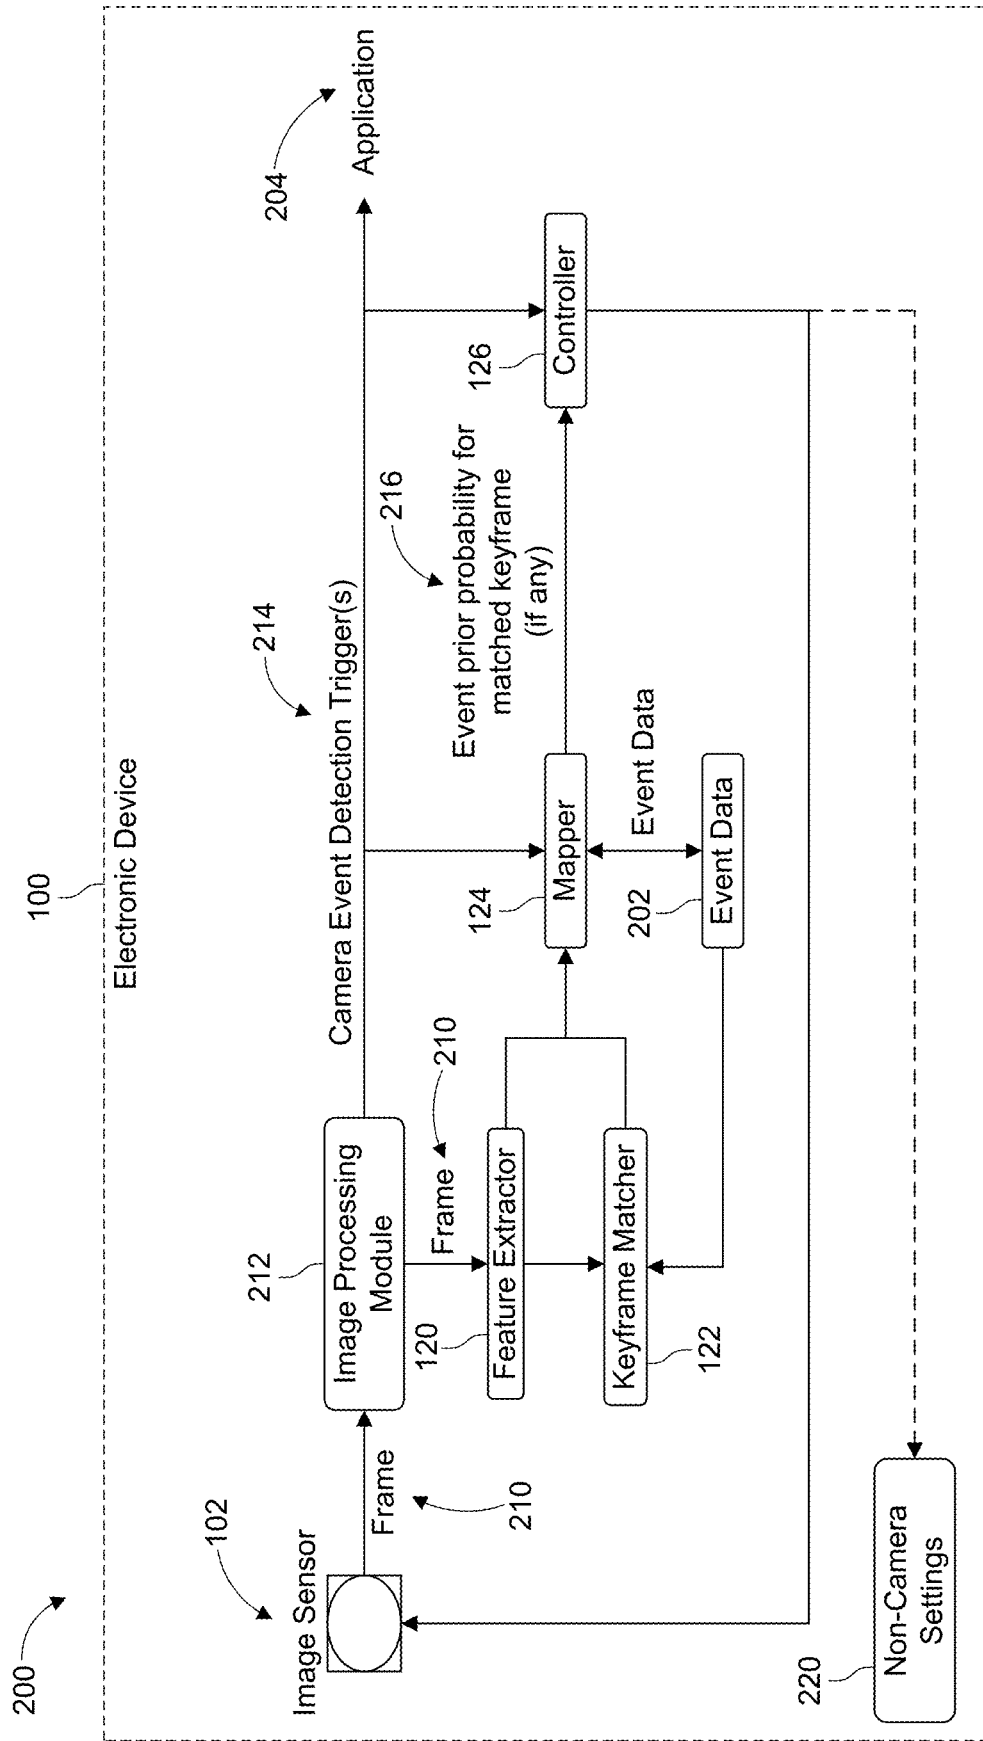 200
100
Electronic Device
204
Application
214
Camera Event Detection Trigger(s)
102
Image Sensor
Frame
210
212
Image Processing
Module
Frame
210
120
Feature Extractor
Keyframe Matcher
122
216
Event prior probability for
matched keyframe
(if any)
124
Mapper
126
Controller
Event Data
202
Event Data
220
Non-Camera
Settings